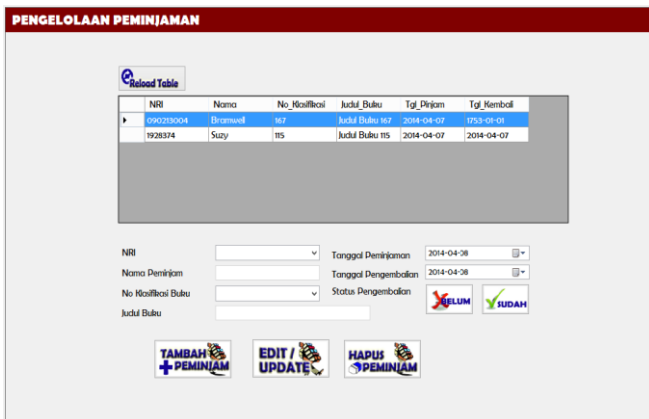 PENGELOLAAN PEMINJAMAN
Reload Table
NRI Nama No_Klasifikasi Judul_Buku Tgl_Pinjam Tgl_Kembali
090213004 Bramwell 167 Judul Buku 167 2014-04-07 1753-01-01
1928374 Suzy 115 Judul Buku 115 2014-04-07 2014-04-07
NRI Tanggal Peminjaman 2014-04-08
Nama Peminjam Tanggal Pengembalian 2014-04-08
No Klasifikasi Buku Status Pengembalian BELUM SUDAH
Judul Buku
TAMBAH PEMINJAM
EDIT / UPDATE
HAPUS PEMINJAM